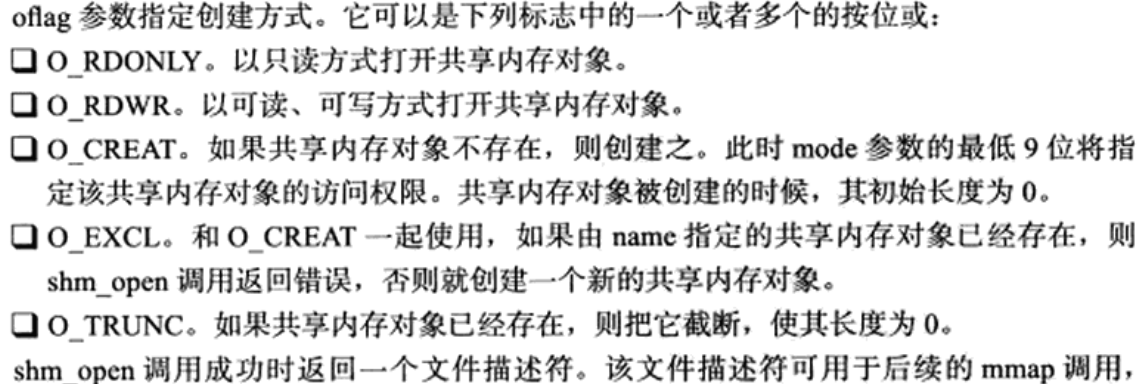 oflag 参数指定创建方式。它可以是下列标志中的一个或者多个的按位或：
❑ O_RDONLY。以只读方式打开共享内存对象。
❑ O_RDWR。以可读、可写方式打开共享内存对象。
❑ O_CREAT。如果共享内存对象不存在，则创建之。此时 mode 参数的最低 9 位将指
定该共享内存对象的访问权限。共享内存对象被创建的时候，其初始长度为 0。
❑ O_EXCL。和 O_CREAT 一起使用，如果由 name 指定的共享内存对象已经存在，则
shm_open 调用返回错误，否则就创建一个新的共享内存对象。
❑ O_TRUNC。如果共享内存对象已经存在，则把它截断，使其长度为 0。
shm_open 调用成功时返回一个文件描述符。该文件描述符可用于后续的 mmap 调用，